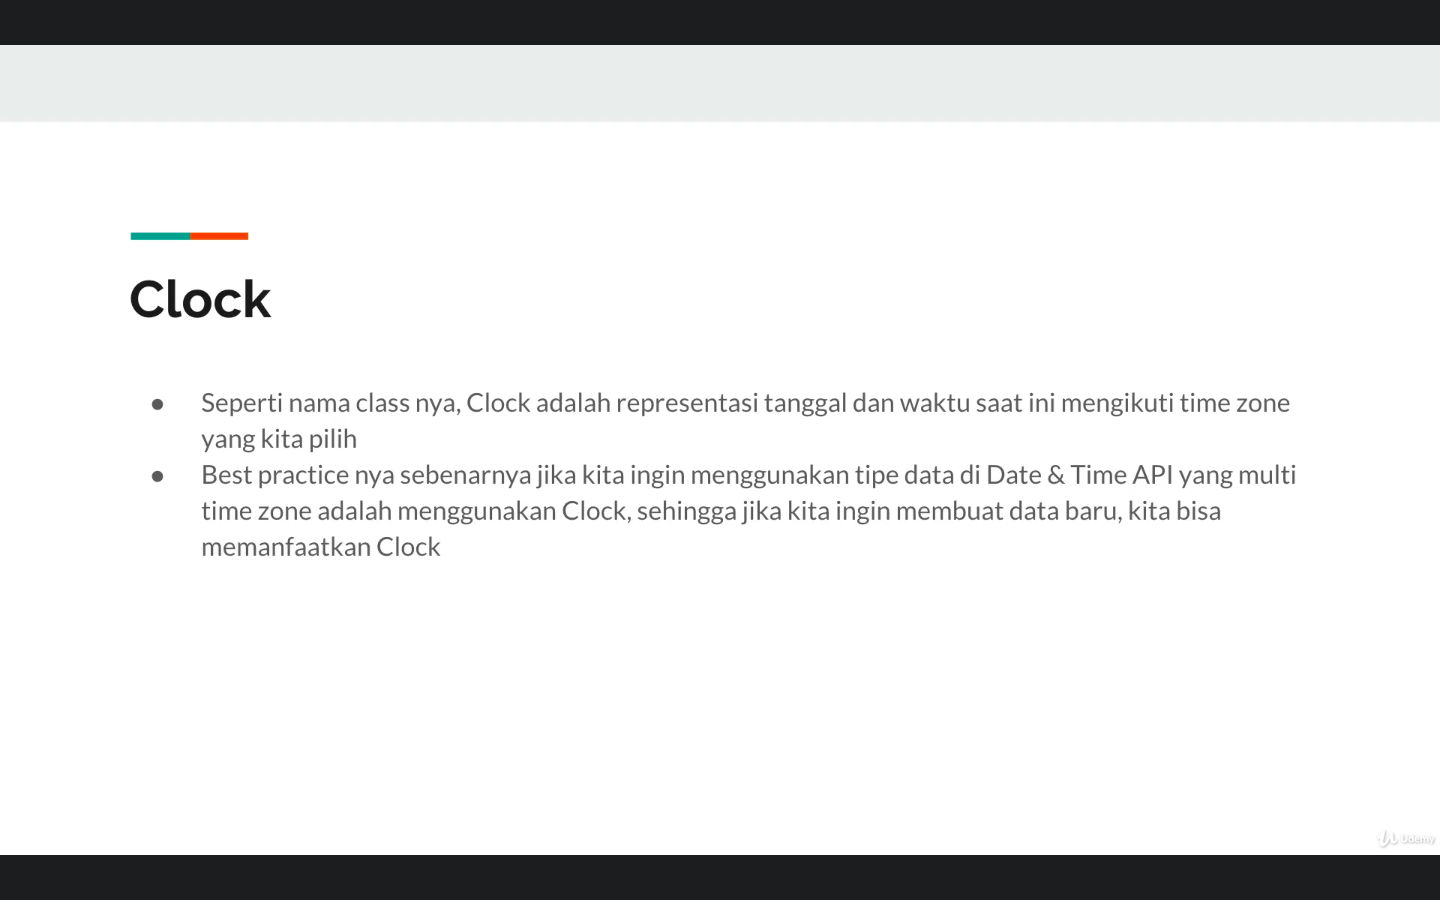 Clock
● Seperti nama class nya, Clock adalah representasi tanggal dan waktu saat ini mengikuti time zone
yang kita pilih
● Best practice nya sebenarnya jika kita ingin menggunakan tipe data di Date & Time API yang multi
time zone adalah menggunakan Clock, sehingga jika kita ingin membuat data baru, kita bisa
memanfaatkan Clock
Udemy